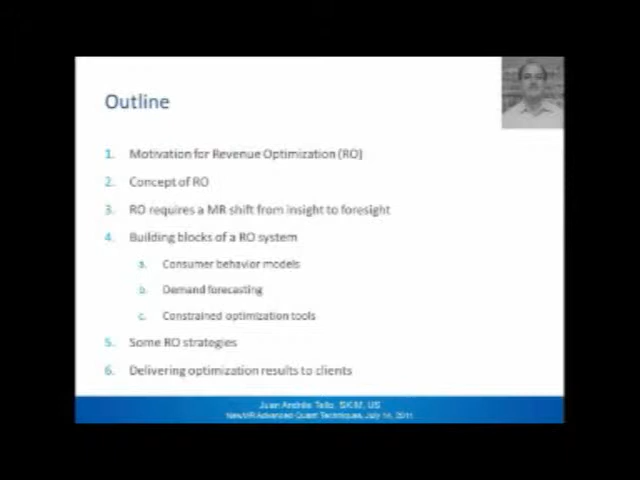 Outline
1. Motivation for Revenue Optimization (RO)
2. Concept of RO
3. RO requires a MR shift from insight to foresight
4. Building blocks of a RO system
a. Consumer behavior models
b. Demand forecasting
c. Constrained optimization tools
5. Some RO strategies
6. Delivering optimization results to clients
Juan Andrés Tello, SKIM, US
NewMR Advanced Quant Techniques, July 14, 2011